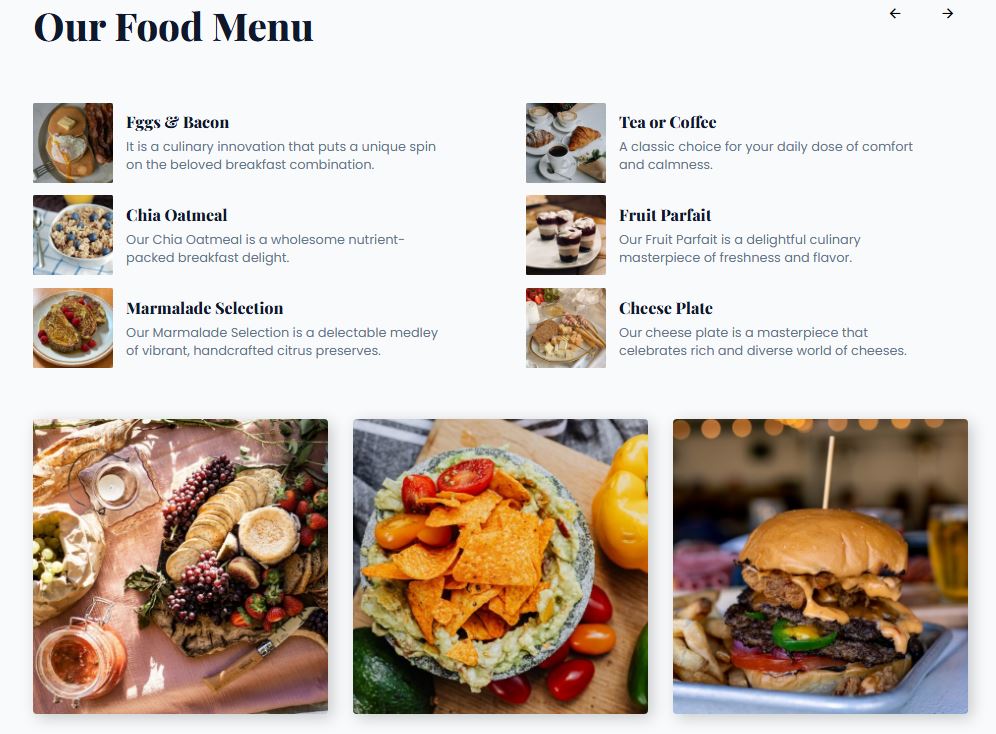 Our Food Menu
Eggs & Bacon
It is a culinary innovation that puts a unique spin
on the beloved breakfast combination.
Chia Oatmeal
Our Chia Oatmeal is a wholesome nutrient-
packed breakfast delight.
Marmalade Selection
Our Marmalade Selection is a delectable medley
of vibrant, handcrafted citrus preserves.
Tea or Coffee
A classic choice for your daily dose of comfort
and calmness.
Fruit Parfait
Our Fruit Parfait is a delightful culinary
masterpiece of freshness and flavor.
Cheese Plate
Our cheese plate is a masterpiece that
celebrates rich and diverse world of cheeses.